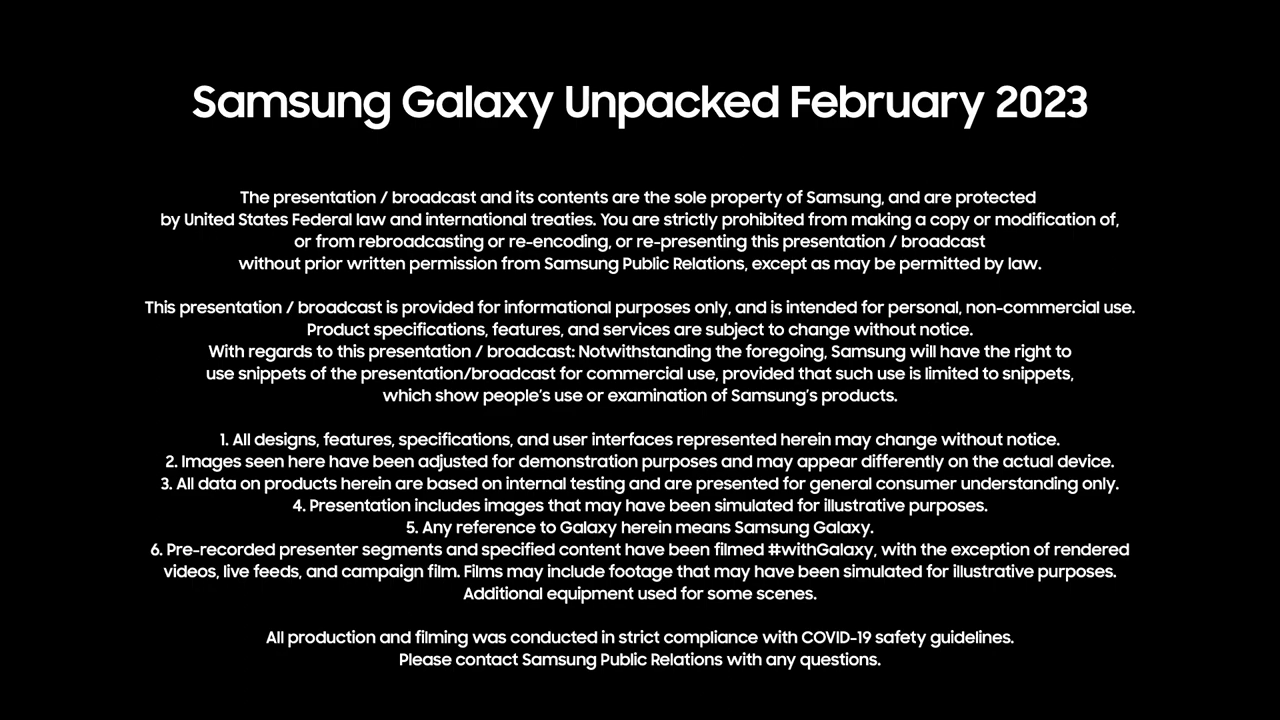 Samsung Galaxy Unpacked February 2023
The presentation / broadcast and its contents are the sole property of Samsung, and are protected
by United States Federal law and international treaties. You are strictly prohibited from making a copy or modification of,
or from rebroadcasting or re-encoding, or re-presenting this presentation / broadcast
without prior written permission from Samsung Public Relations, except as may be permitted by law.
This presentation / broadcast is provided for informational purposes only, and is intended for personal, non-commercial use.
Product specifications, features, and services are subject to change without notice.
With regards to this presentation / broadcast: Notwithstanding the foregoing, Samsung will have the right to
use snippets of the presentation/broadcast for commercial use, provided that such use is limited to snippets,
which show people's use or examination of Samsung's products.
1. All designs, features, specifications, and user interfaces represented herein may change without notice.
2. Images seen here have been adjusted for demonstration purposes and may appear differently on the actual device.
3. All data on products herein are based on internal testing and are presented for general consumer understanding only.
4. Presentation includes images that may have been simulated for illustrative purposes.
5. Any reference to Galaxy herein means Samsung Galaxy.
6. Pre-recorded presenter segments and specified content have been filmed #withGalaxy, with the exception of rendered
videos, live feeds, and campaign film. Films may include footage that may have been simulated for illustrative purposes.
Additional equipment used for some scenes.
All production and filming was conducted in strict compliance with COVID-19 safety guidelines.
Please contact Samsung Public Relations with any questions.